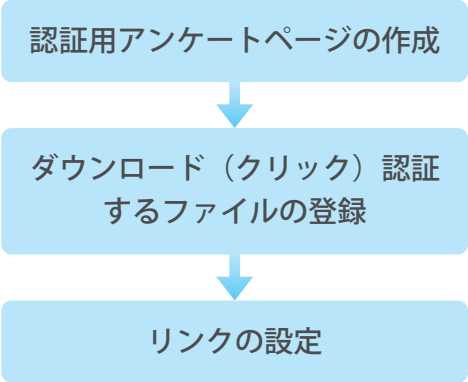 認証用アンケートページの作成
ダウンロード（クリック）認証
するファイルの登録
リンクの設定